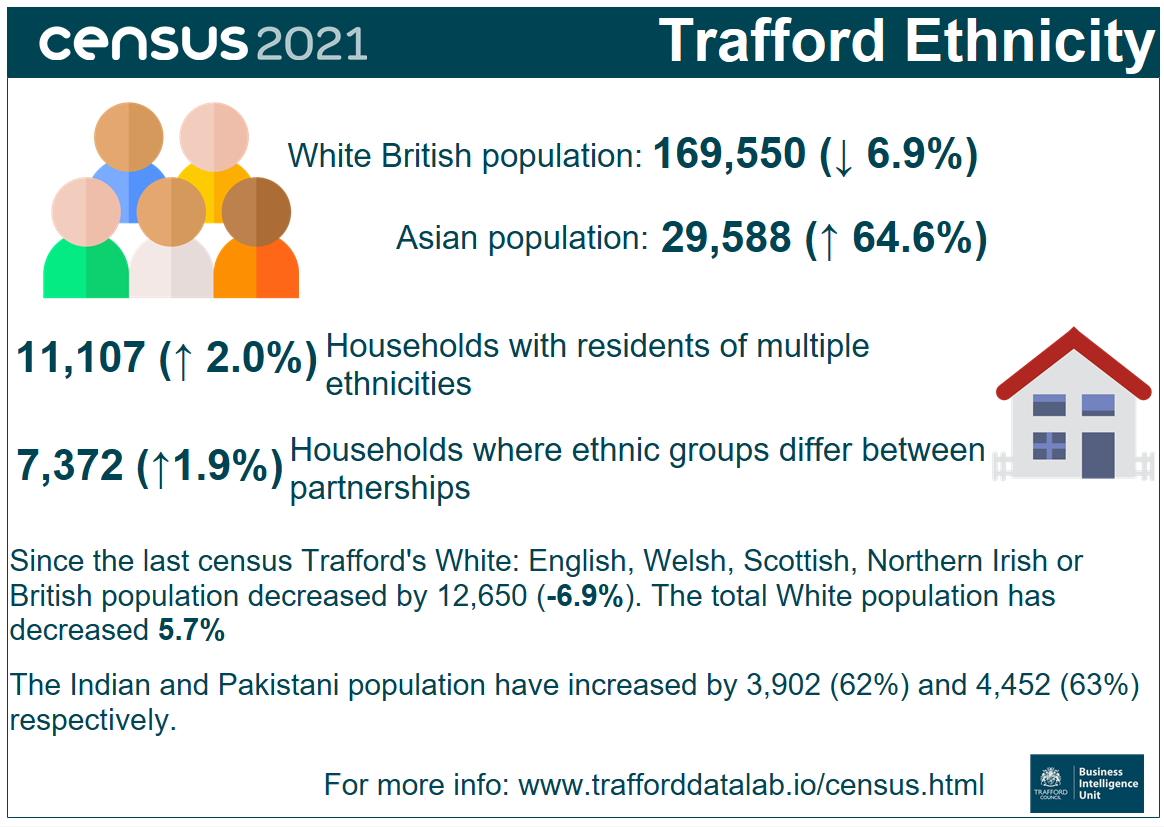 census 2021
Trafford Ethnicity
White British population: 169,550 (↓ 6.9%)
Asian population: 29,588 (↑ 64.6%)
11,107 (↑ 2.0%) Households with residents of multiple
ethnicities
7,372 (↑1.9%) Households where ethnic groups differ between
partnerships
Since the last census Trafford's White: English, Welsh, Scottish, Northern Irish or
British population decreased by 12,650 (-6.9%). The total White population has
decreased 5.7%
The Indian and Pakistani population have increased by 3,902 (62%) and 4,452 (63%)
respectively.
For more info: www.trafforddatalab.io/census.html
TRAFFORD
COUNCIL
Business
Intelligence
Unit